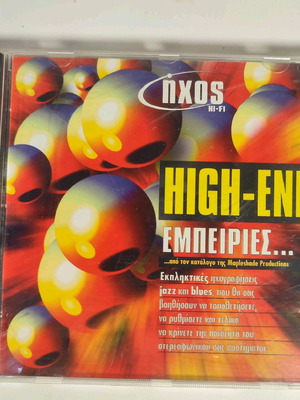 ήχος
HI-FI
HIGH-EN
ΕΜΠΕΙΡΙΕΣ...
...από τον κατάλογο της Mapleshade Productions
Εκπληκτικές ηχογραφήσεις
jazz και blues, που θα σας
βοηθήσουν να τοποθετήσετε,
να ρυθμίσετε και τελικά
να κρίνετε την ποιότητα του
στερεοφωνικού σας συστήματος.